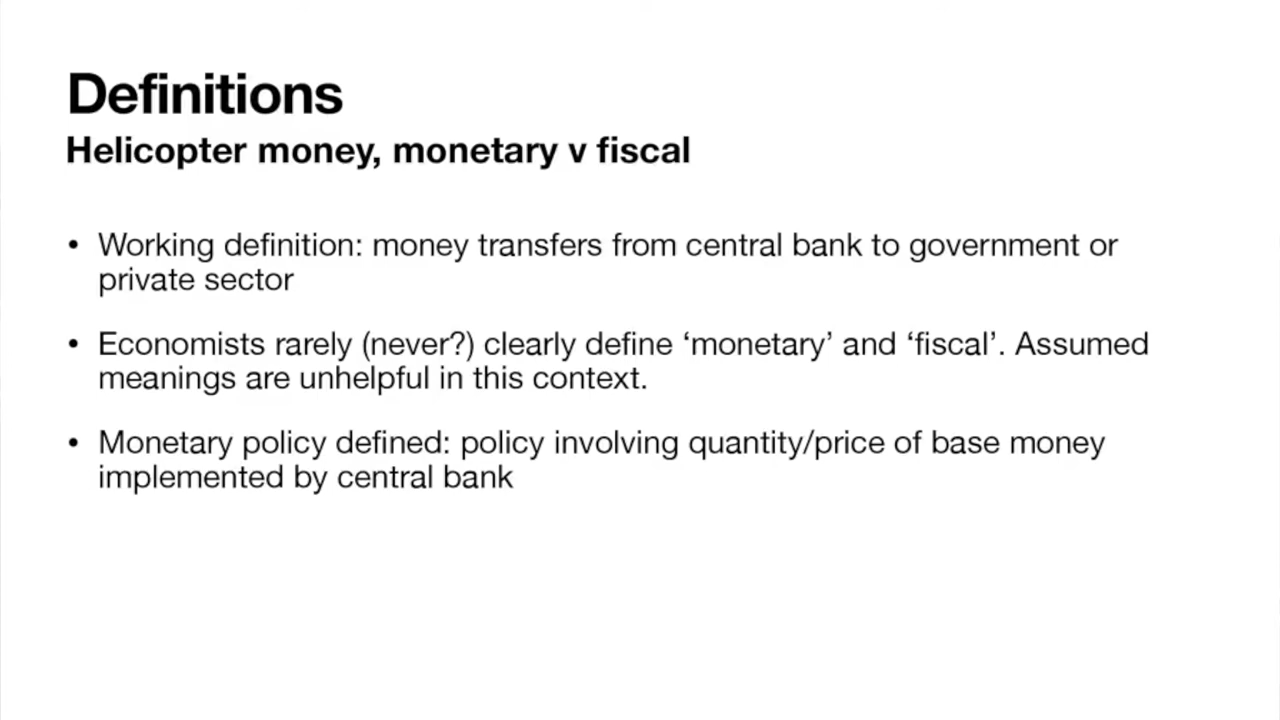 Definitions
Helicopter money, monetary v fiscal
• Working definition: money transfers from central bank to government or
private sector
• Economists rarely (never?) clearly define ‘monetary’ and ‘fiscal’. Assumed
meanings are unhelpful in this context.
• Monetary policy defined: policy involving quantity/price of base money
implemented by central bank